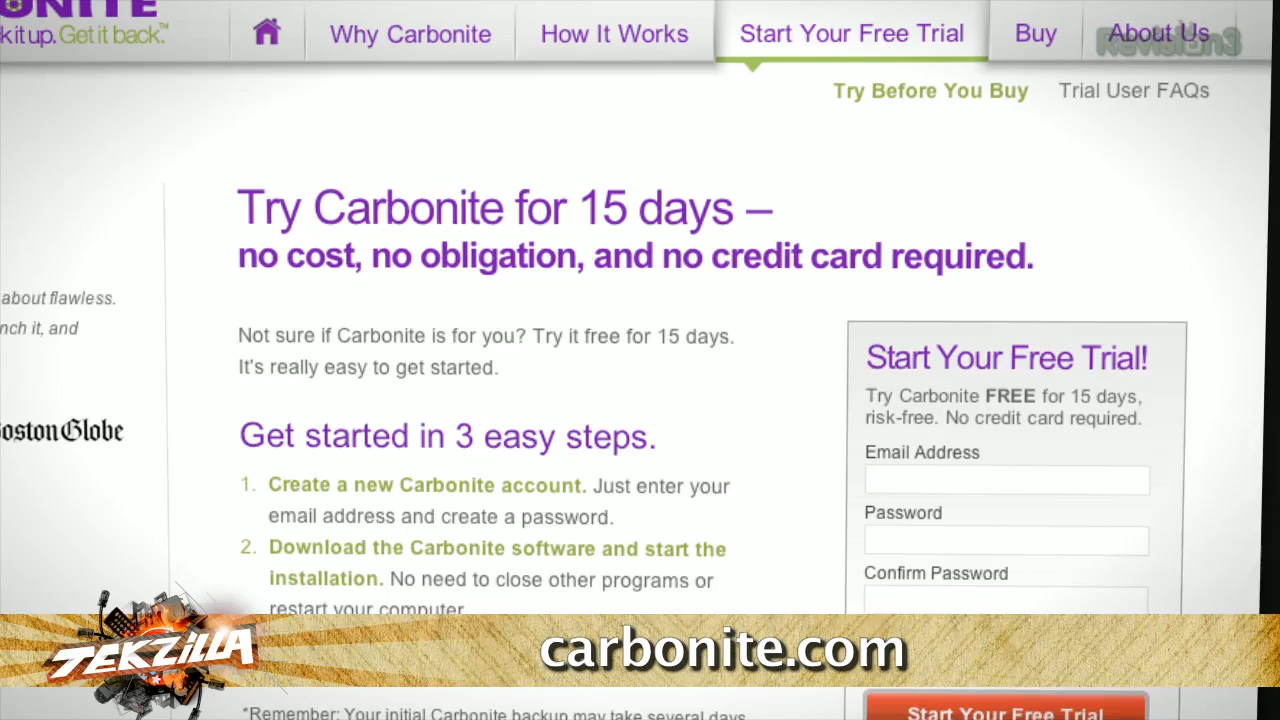 k it up. Get it back.™
Why Carbonite
How It Works
Start Your Free Trial
Buy
About Us
Revision3
Try Before You Buy
Trial User FAQs
Try Carbonite for 15 days –
no cost, no obligation, and no credit card required.
about flawless.
nch it, and
oston Globe
Not sure if Carbonite is for you? Try it free for 15 days.
It's really easy to get started.
Get started in 3 easy steps.
1. Create a new Carbonite account. Just enter your
email address and create a password.
2. Download the Carbonite software and start the
installation. No need to close other programs or
restart your computer
Start Your Free Trial!
Try Carbonite FREE for 15 days,
risk-free. No credit card required.
Email Address
Password
Confirm Password
TEKZILLA
carbonite.com
*Remember: Your initial Carbonite backup may take several days
Start Your Free Trial